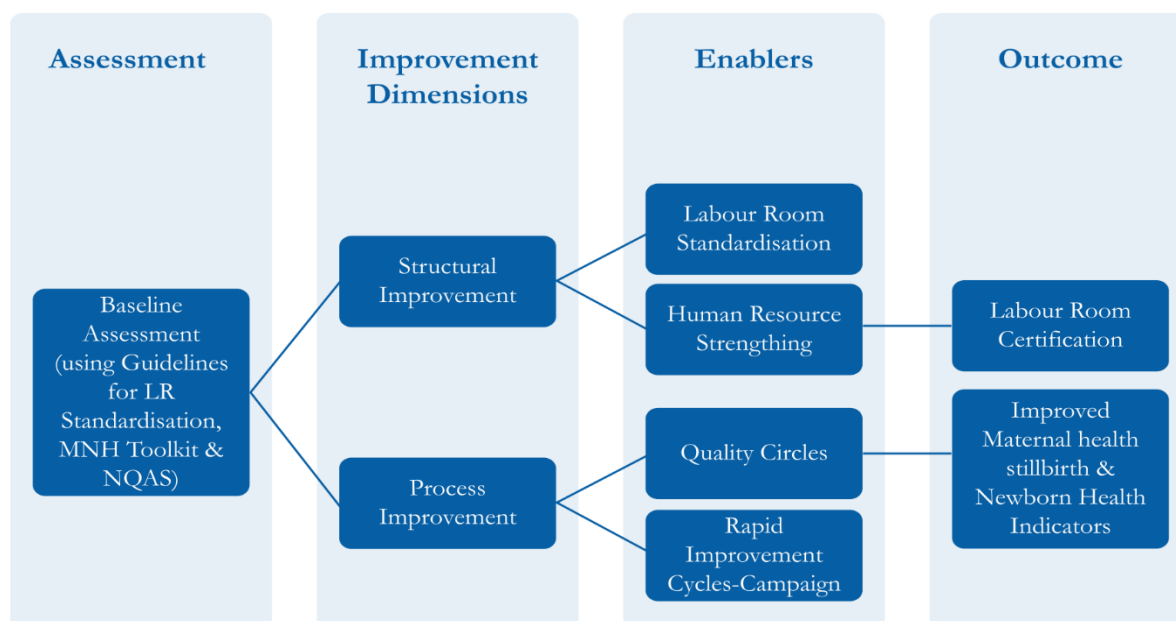 Assessment
Improvement
Dimensions
Enablers
Outcome
Baseline
Assessment
(using Guidelines
for LR
Standardisation,
MNH Toolkit &
NQAS)
Structural
Improvement
Process
Improvement
Labour Room
Standardisation
Human Resource
Strengthing
Quality Circles
Rapid
Improvement
Cycles-Campaign
Labour Room
Certification
Improved
Maternal health
stillbirth &
Newborn Health
Indicators